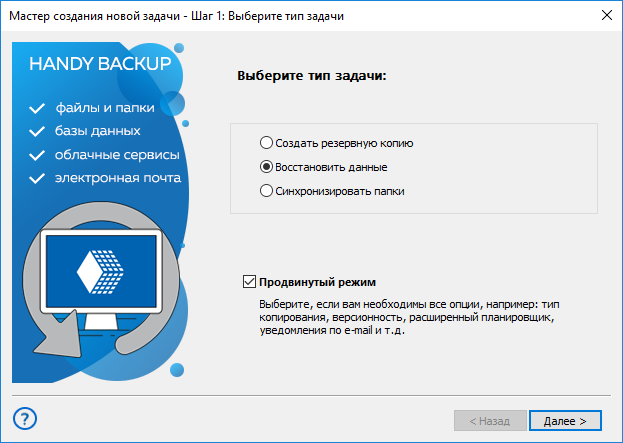 Мастер создания новой задачи - Шаг 1: Выберите тип задачи
HANDY BACKUP
файлы и папки
базы данных
облачные сервисы
электронная почта
Выберите тип задачи:
Создать резервную копию
Восстановить данные
Синхронизировать папки
Продвинутый режим
Выберите, если вам необходимы все опции, например: тип
копирования, версионность, расширенный планировщик,
уведомления по e-mail и т.д.
?
< Назад
Далее >